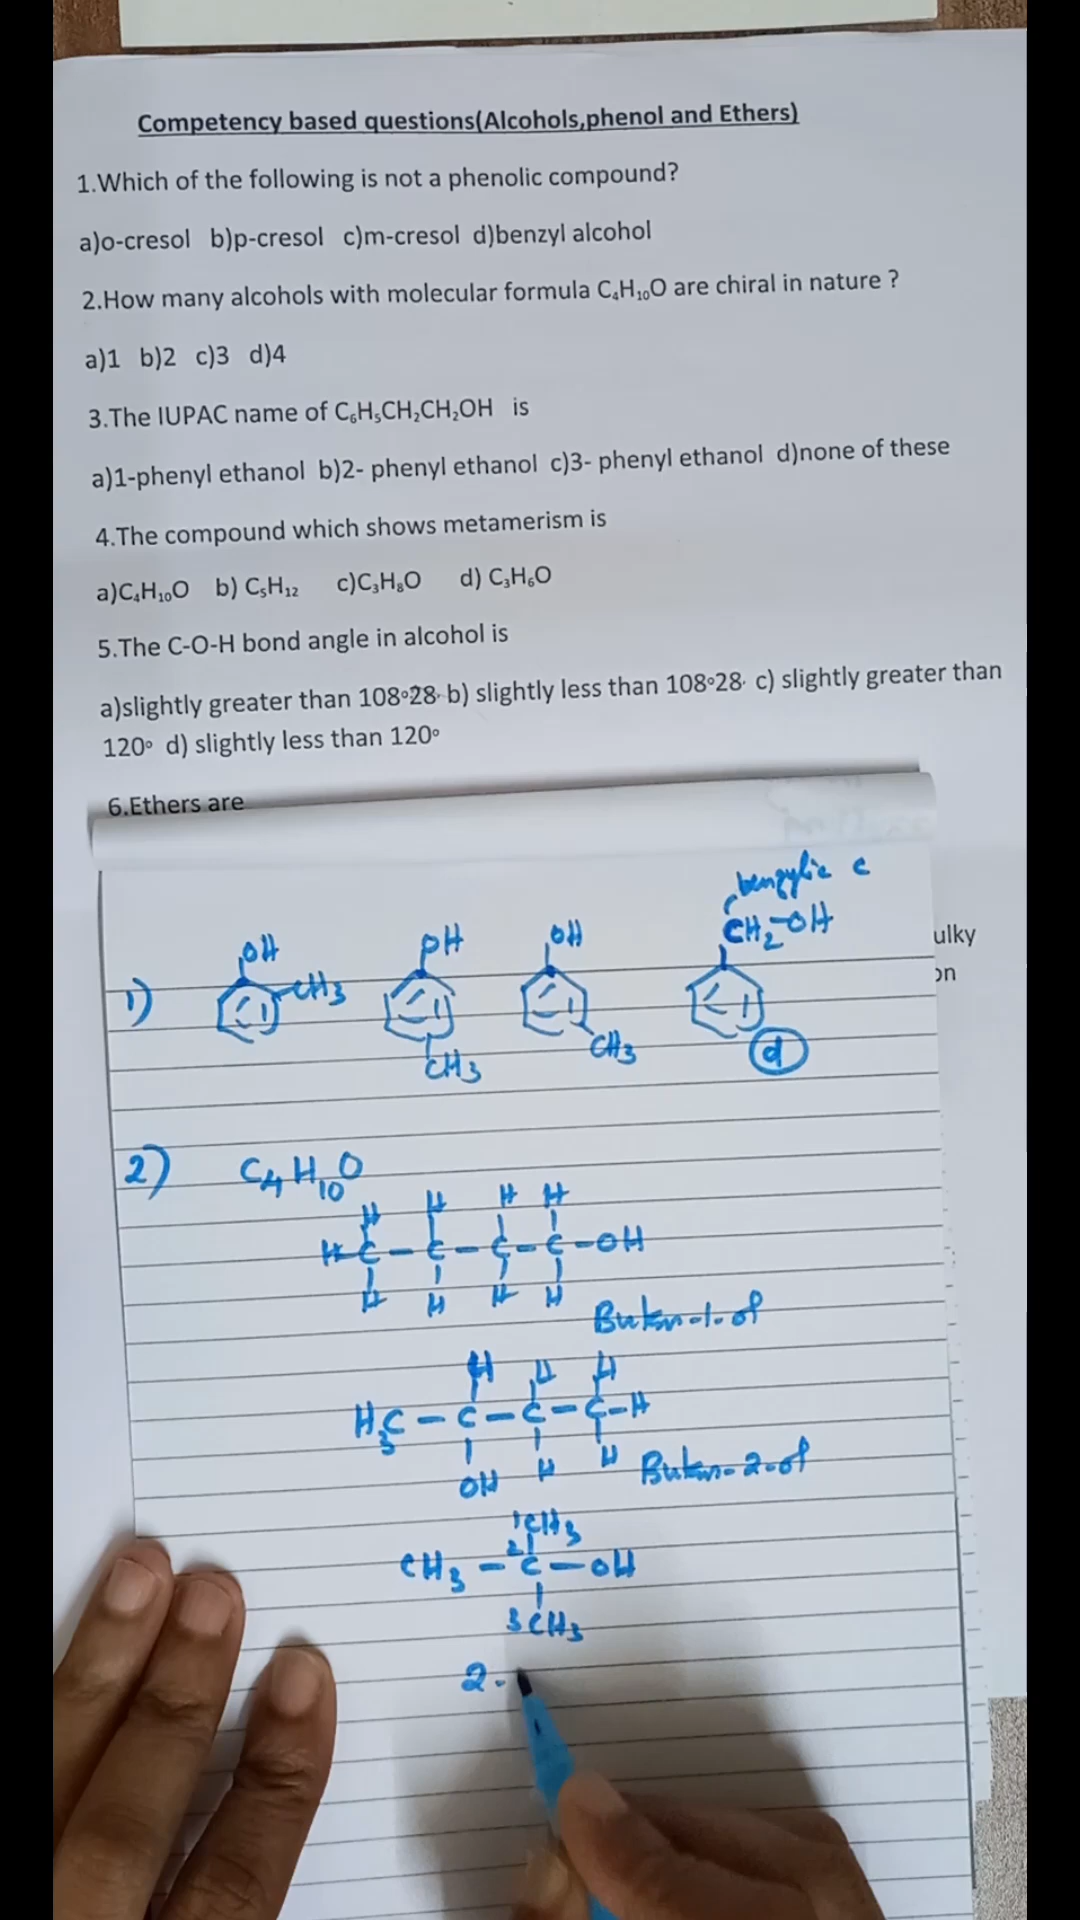 Competency based questions(Alcohols,phenol and Ethers)
1.Which of the following is not a phenolic compound?
a)o-cresol b)p-cresol c)m-cresol d)benzyl alcohol
2.How many alcohols with molecular formula C₄H₁₀O are chiral in nature ?
a)1 b)2 c)3 d)4
3.The IUPAC name of C₆H₅CH₂CH₂OH is
a)1-phenyl ethanol b)2- phenyl ethanol c)3- phenyl ethanol d)none of these
4.The compound which shows metamerism is
a)C₄H₁₀O b) C₅H₁₂ c)C₃H₈O d) C₃H₆O
5.The C-O-H bond angle in alcohol is
a)slightly greater than 108°28' b) slightly less than 108°28' c) slightly greater than
120° d) slightly less than 120°
6.Ethers are
ulky
on
benzylic c
OH OH OH CH₂-OH
1) CH₃
CH₃ CH₃ d
2) C₄H₁₀O
H H H H
H C - C - C - C - OH
H H H H
Butan-1-ol
H H H
H₃C - C - C - C - H
OH H H Butan-2-ol
1 CH₃
CH₃ - 2 C - OH
3 CH₃
2-